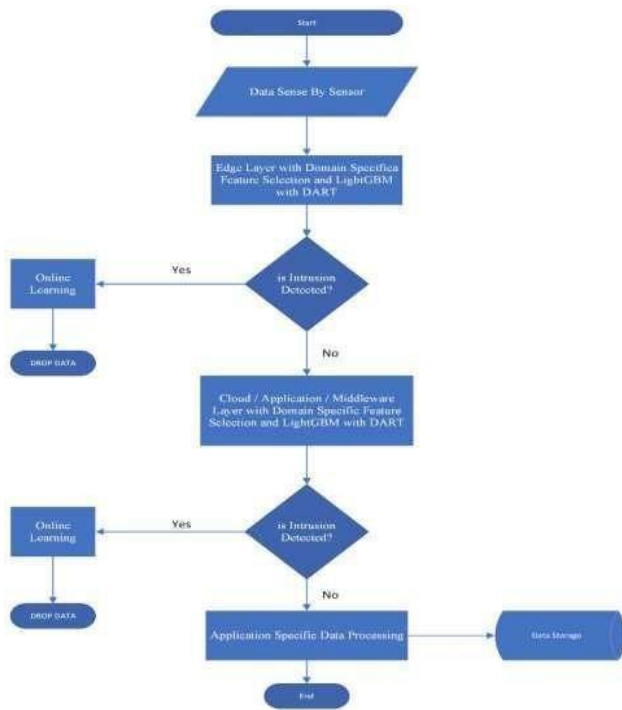 Start
Data Sense By Sensor
Edge Layer with Domain Specifica
Feature Selection and LightGBM
with DART
is Intrusion
Detected?
Yes
Online
Learning
DROP DATA
No
Cloud / Application / Middleware
Layer with Domain Specific Feature
Selection and LightGBM with DART
is Intrusion
Detected?
Yes
Online
Learning
DROP DATA
No
Application Specific Data Processing
Data Storage
End